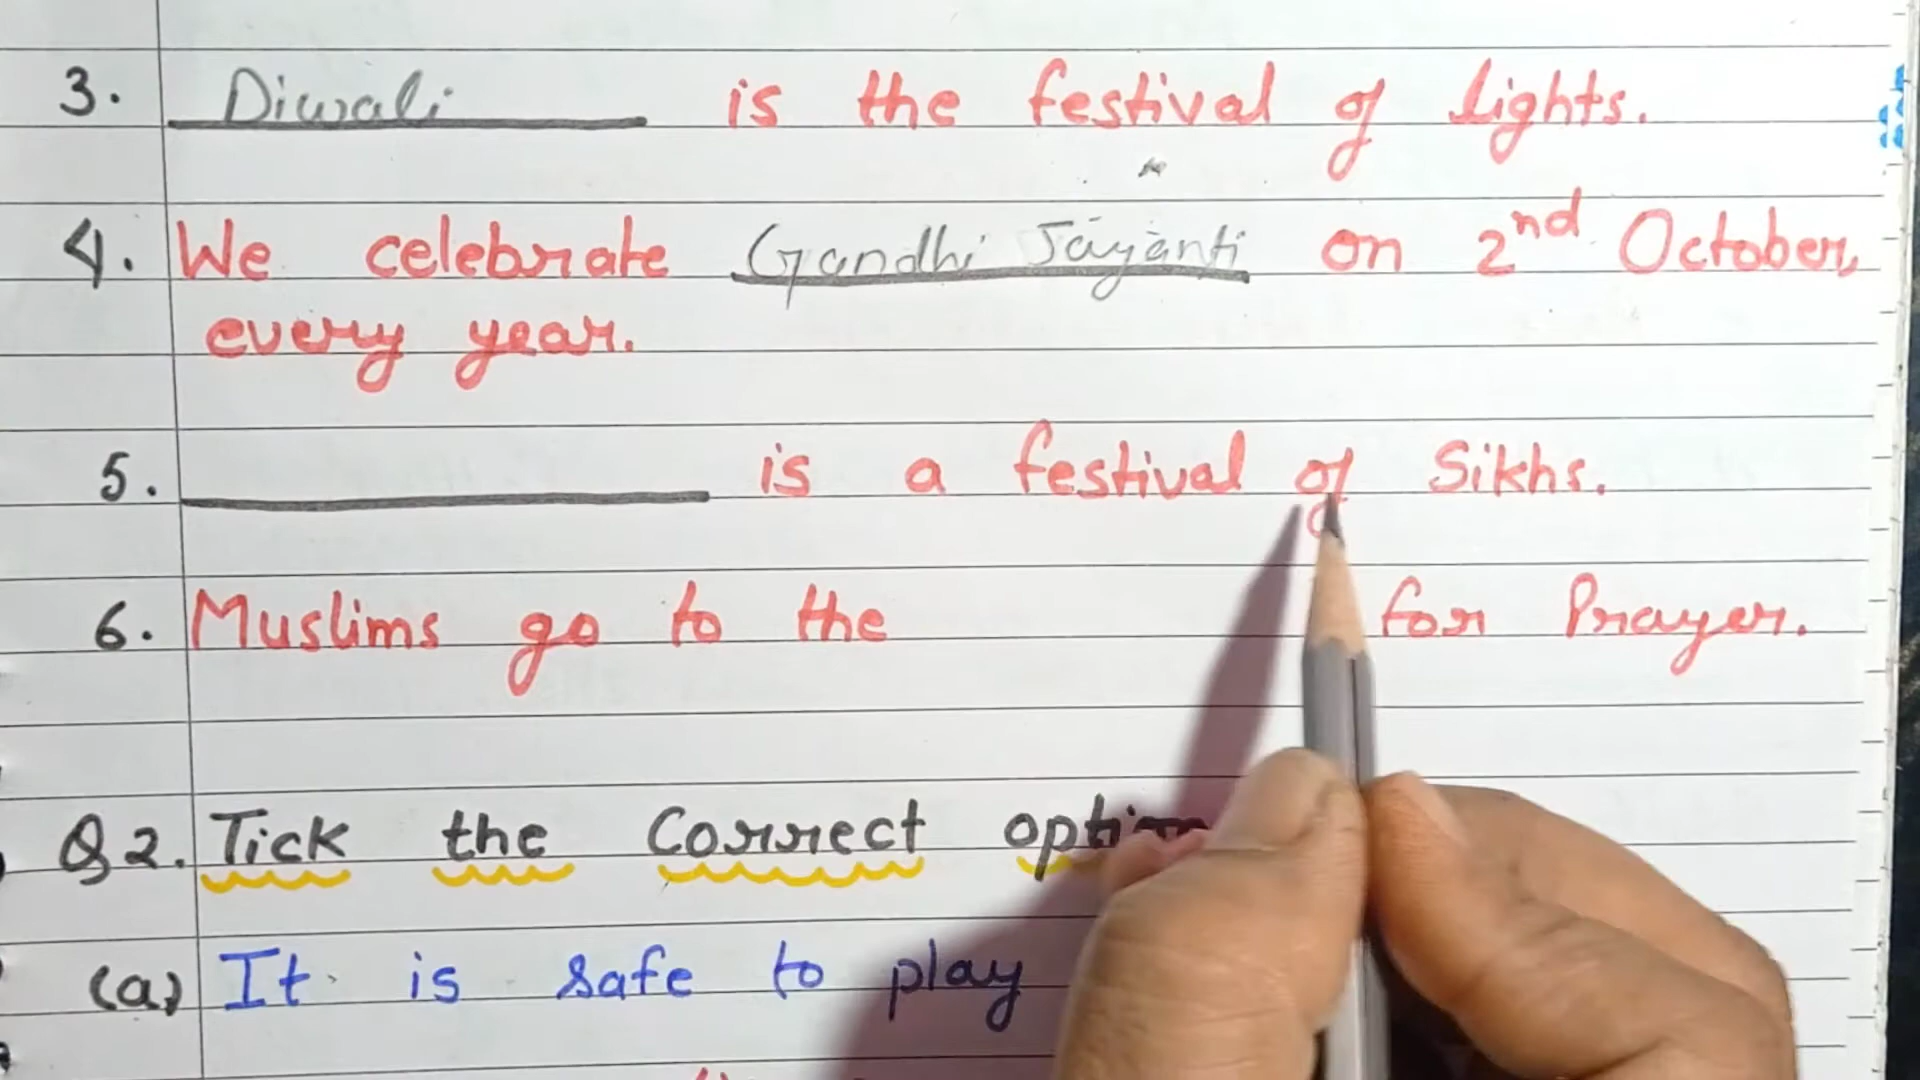 3. Diwali is the festival of lights.
4. We celebrate Gandhi Jayanti on 2nd October,
every year.
5. is a festival of Sikhs.
6. Muslims go to the for Prayer.
Q2. Tick the Correct
(a) It is safe to play